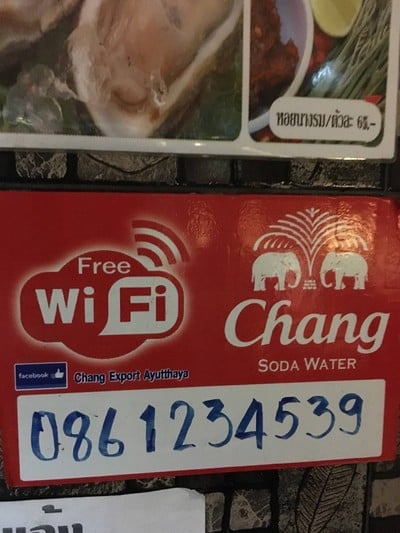 หอยนางรม/ตัวละ 65.-
Free
WiFi
facebook
Chang Export Ayutthaya
Chang
SODA WATER
0861234539